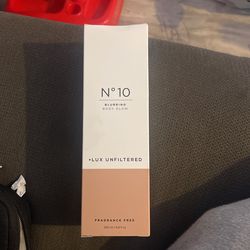 N° 10
BLURRING
BODY GLOW
+LUX UNFILTERED
FRAGRANCE FREE